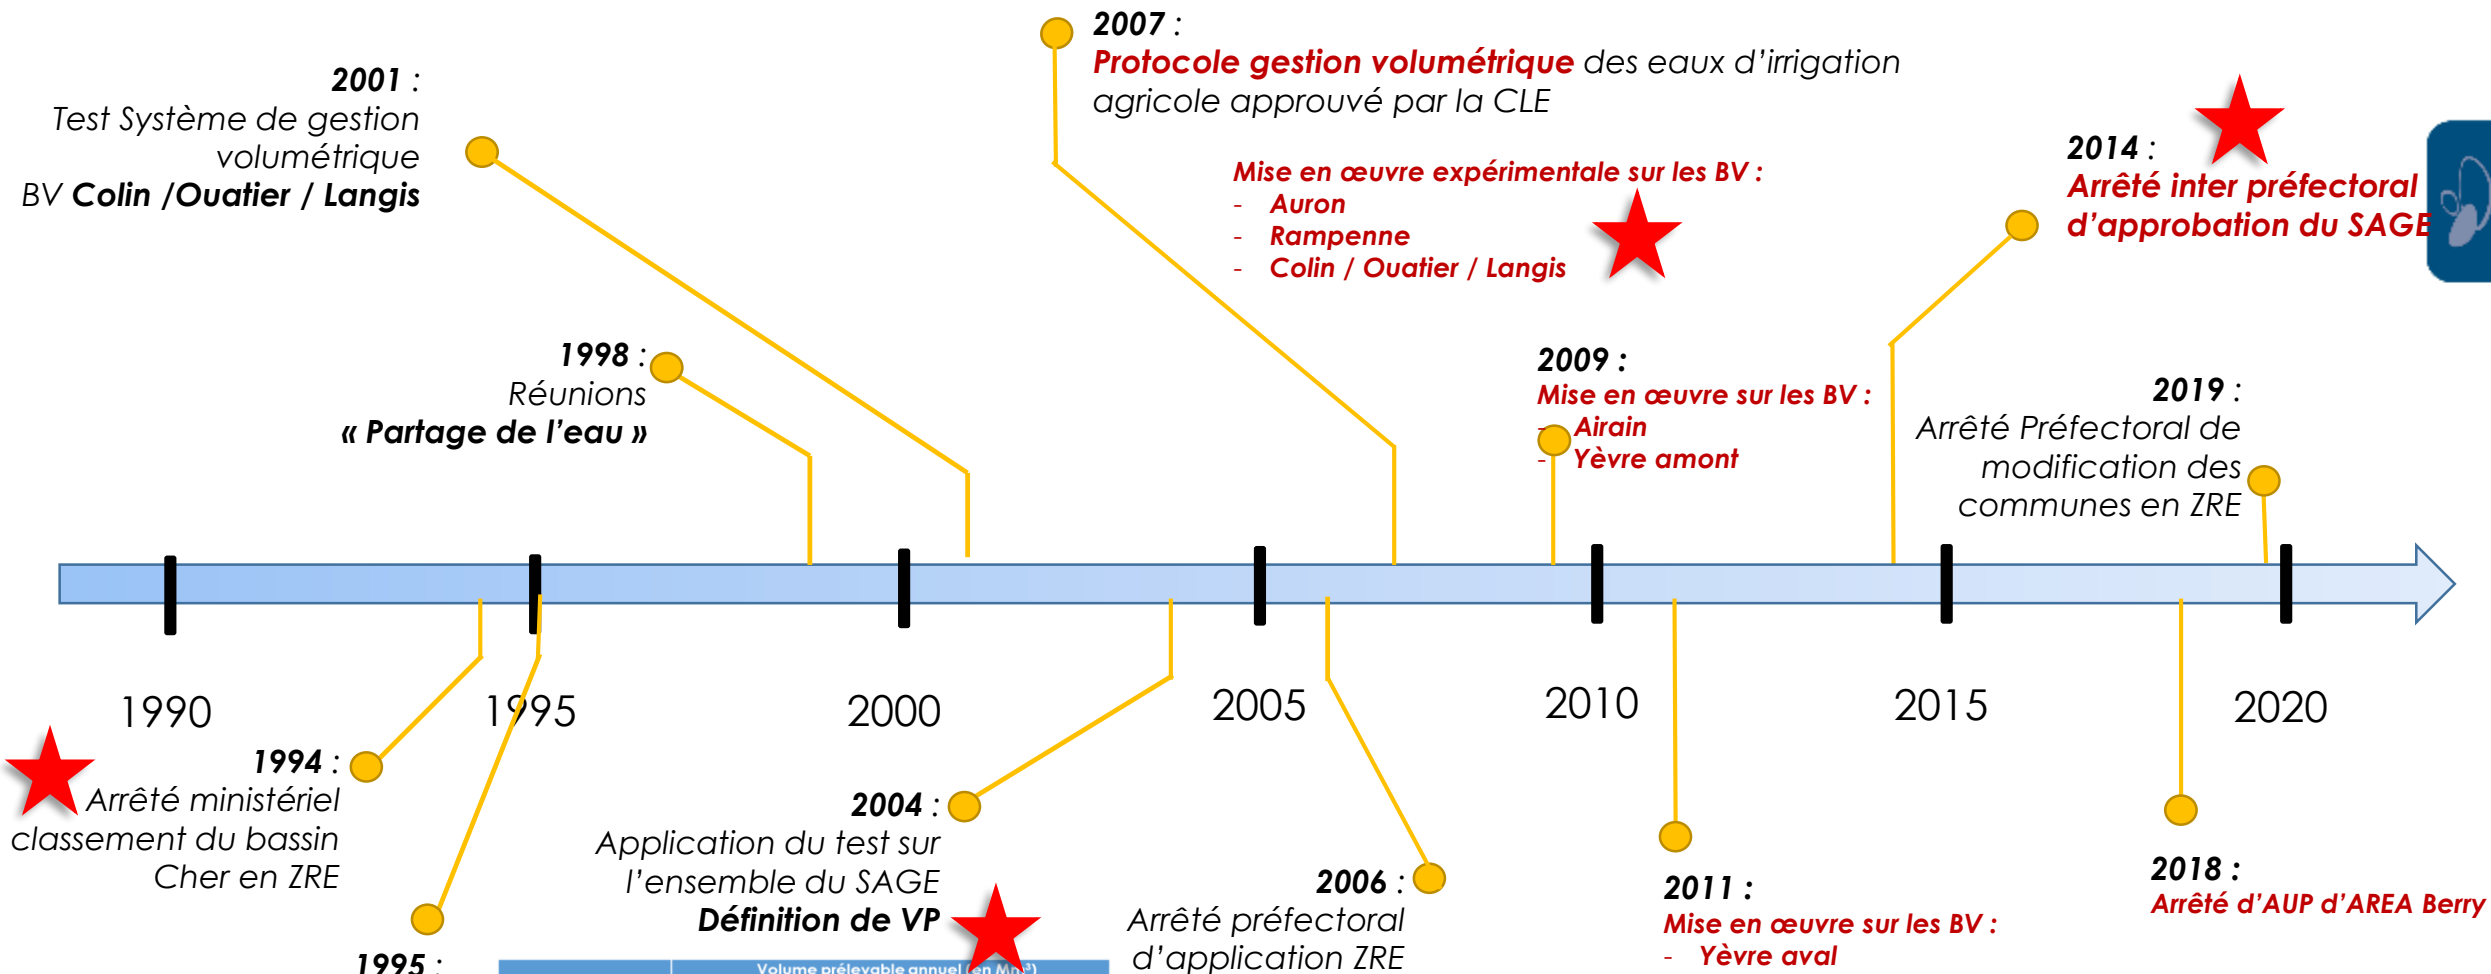 2001 :
Test Système de gestion
volumétrique
BV Colin /Ouatier / Langis
1998 :
Réunions
« Partage de l'eau »
2007 :
Protocole gestion volumétrique des eaux d'irrigation
agricole approuvé par la CLE
Mise en œuvre expérimentale sur les BV :
- Auron
- Rampenne
- Colin / Ouatier / Langis
2009 :
Mise en œuvre sur les BV :
- Airain
- Yèvre amont
2014 :
Arrêté inter préfectoral
d'approbation du SAGE
2019 :
Arrêté Préfectoral de
modification des
communes en ZRE
1990
1995
2000
2005
2010
2015
2020
1994 :
Arrêté ministériel
classement du bassin
Cher en ZRE
1995 :
2004 :
Application du test sur
l'ensemble du SAGE
Définition de VP
Volume prélevable annuel (en Mm³)
2006 :
Arrêté préfectoral
d'application ZRE
2011 :
Mise en œuvre sur les BV :
- Yèvre aval
2018 :
Arrêté d'AUP d'AREA Berry